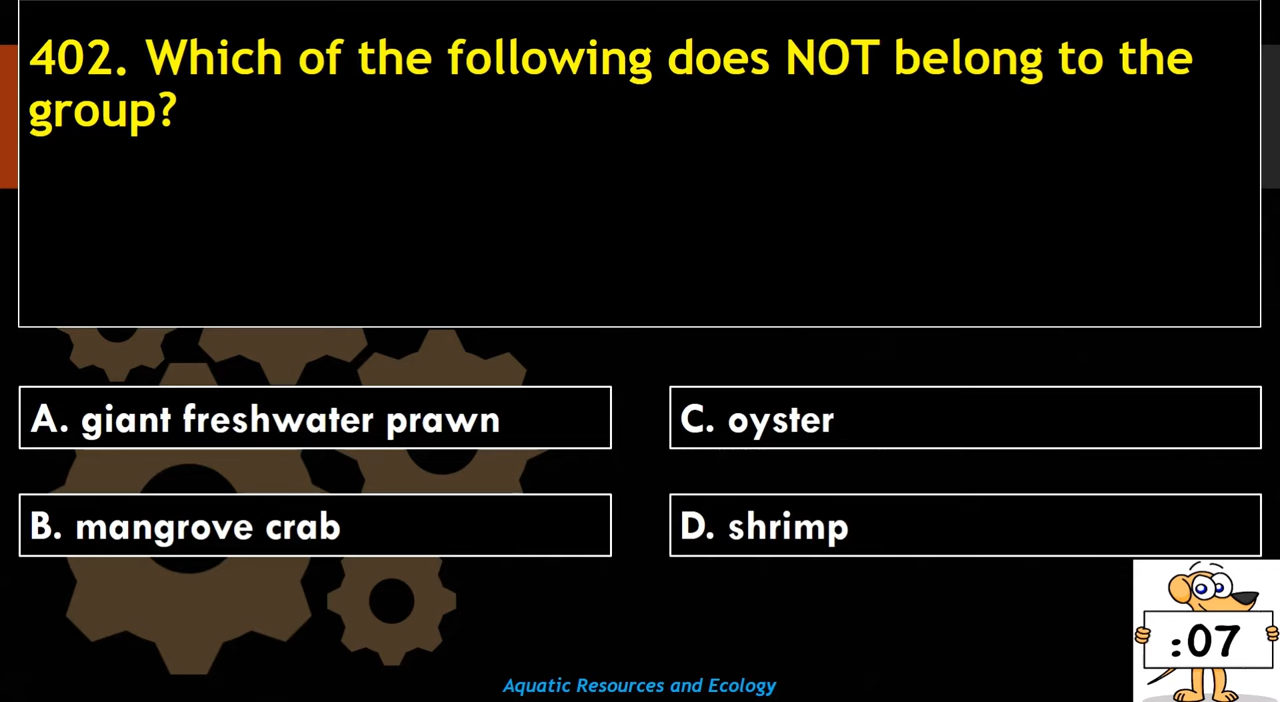 402. Which of the following does NOT belong to the
group?
A. giant freshwater prawn
B. mangrove crab
C. oyster
D. shrimp
:07
Aquatic Resources and Ecology